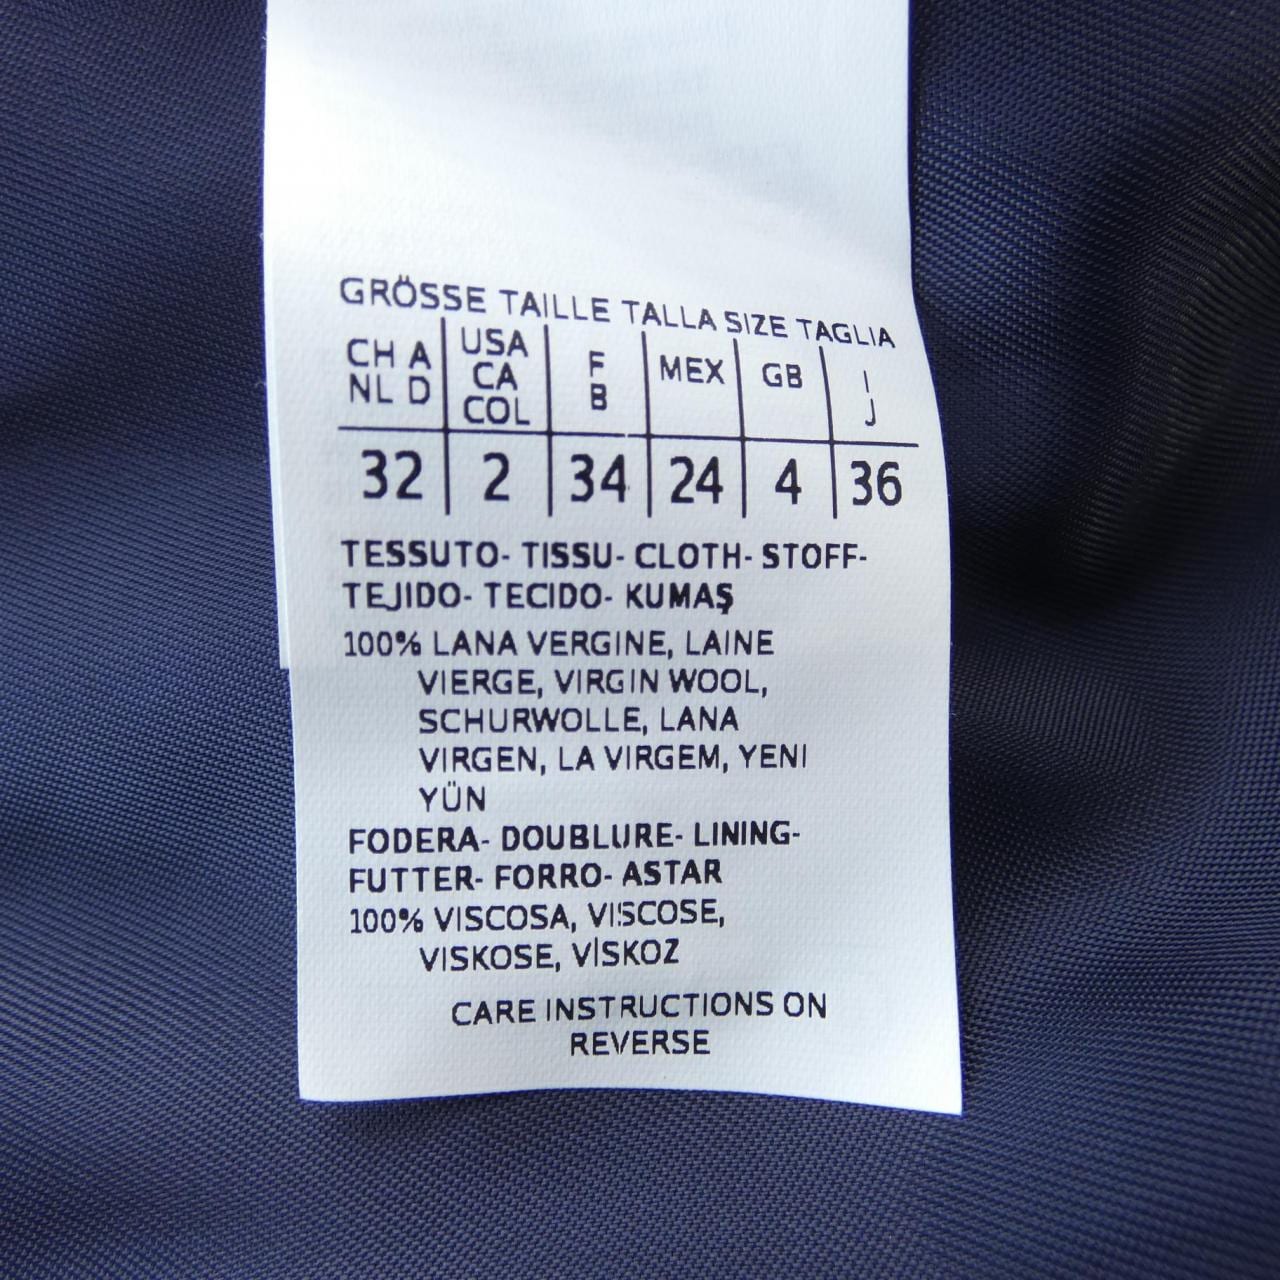 GRÖSSE TAILLE TALLA SIZE TAGLIA
CH A NL D | USA CA COL | F B | MEX | GB | I J
32 | 2 | 34 | 24 | 4 | 36
TESSUTO- TISSU- CLOTH- STOFF-
TEJIDO- TECIDO- KUMAŞ
100% LANA VERGINE, LAINE
VIERGE, VIRGIN WOOL,
SCHURWOLLE, LANA
VIRGEN, LA VIRGEM, YENI
YÜN
FODERA- DOUBLURE- LINING-
FUTTER- FORRO- ASTAR
100% VISCOSA, VISCOSE,
VISKOSE, VISKOZ
CARE INSTRUCTIONS ON
REVERSE